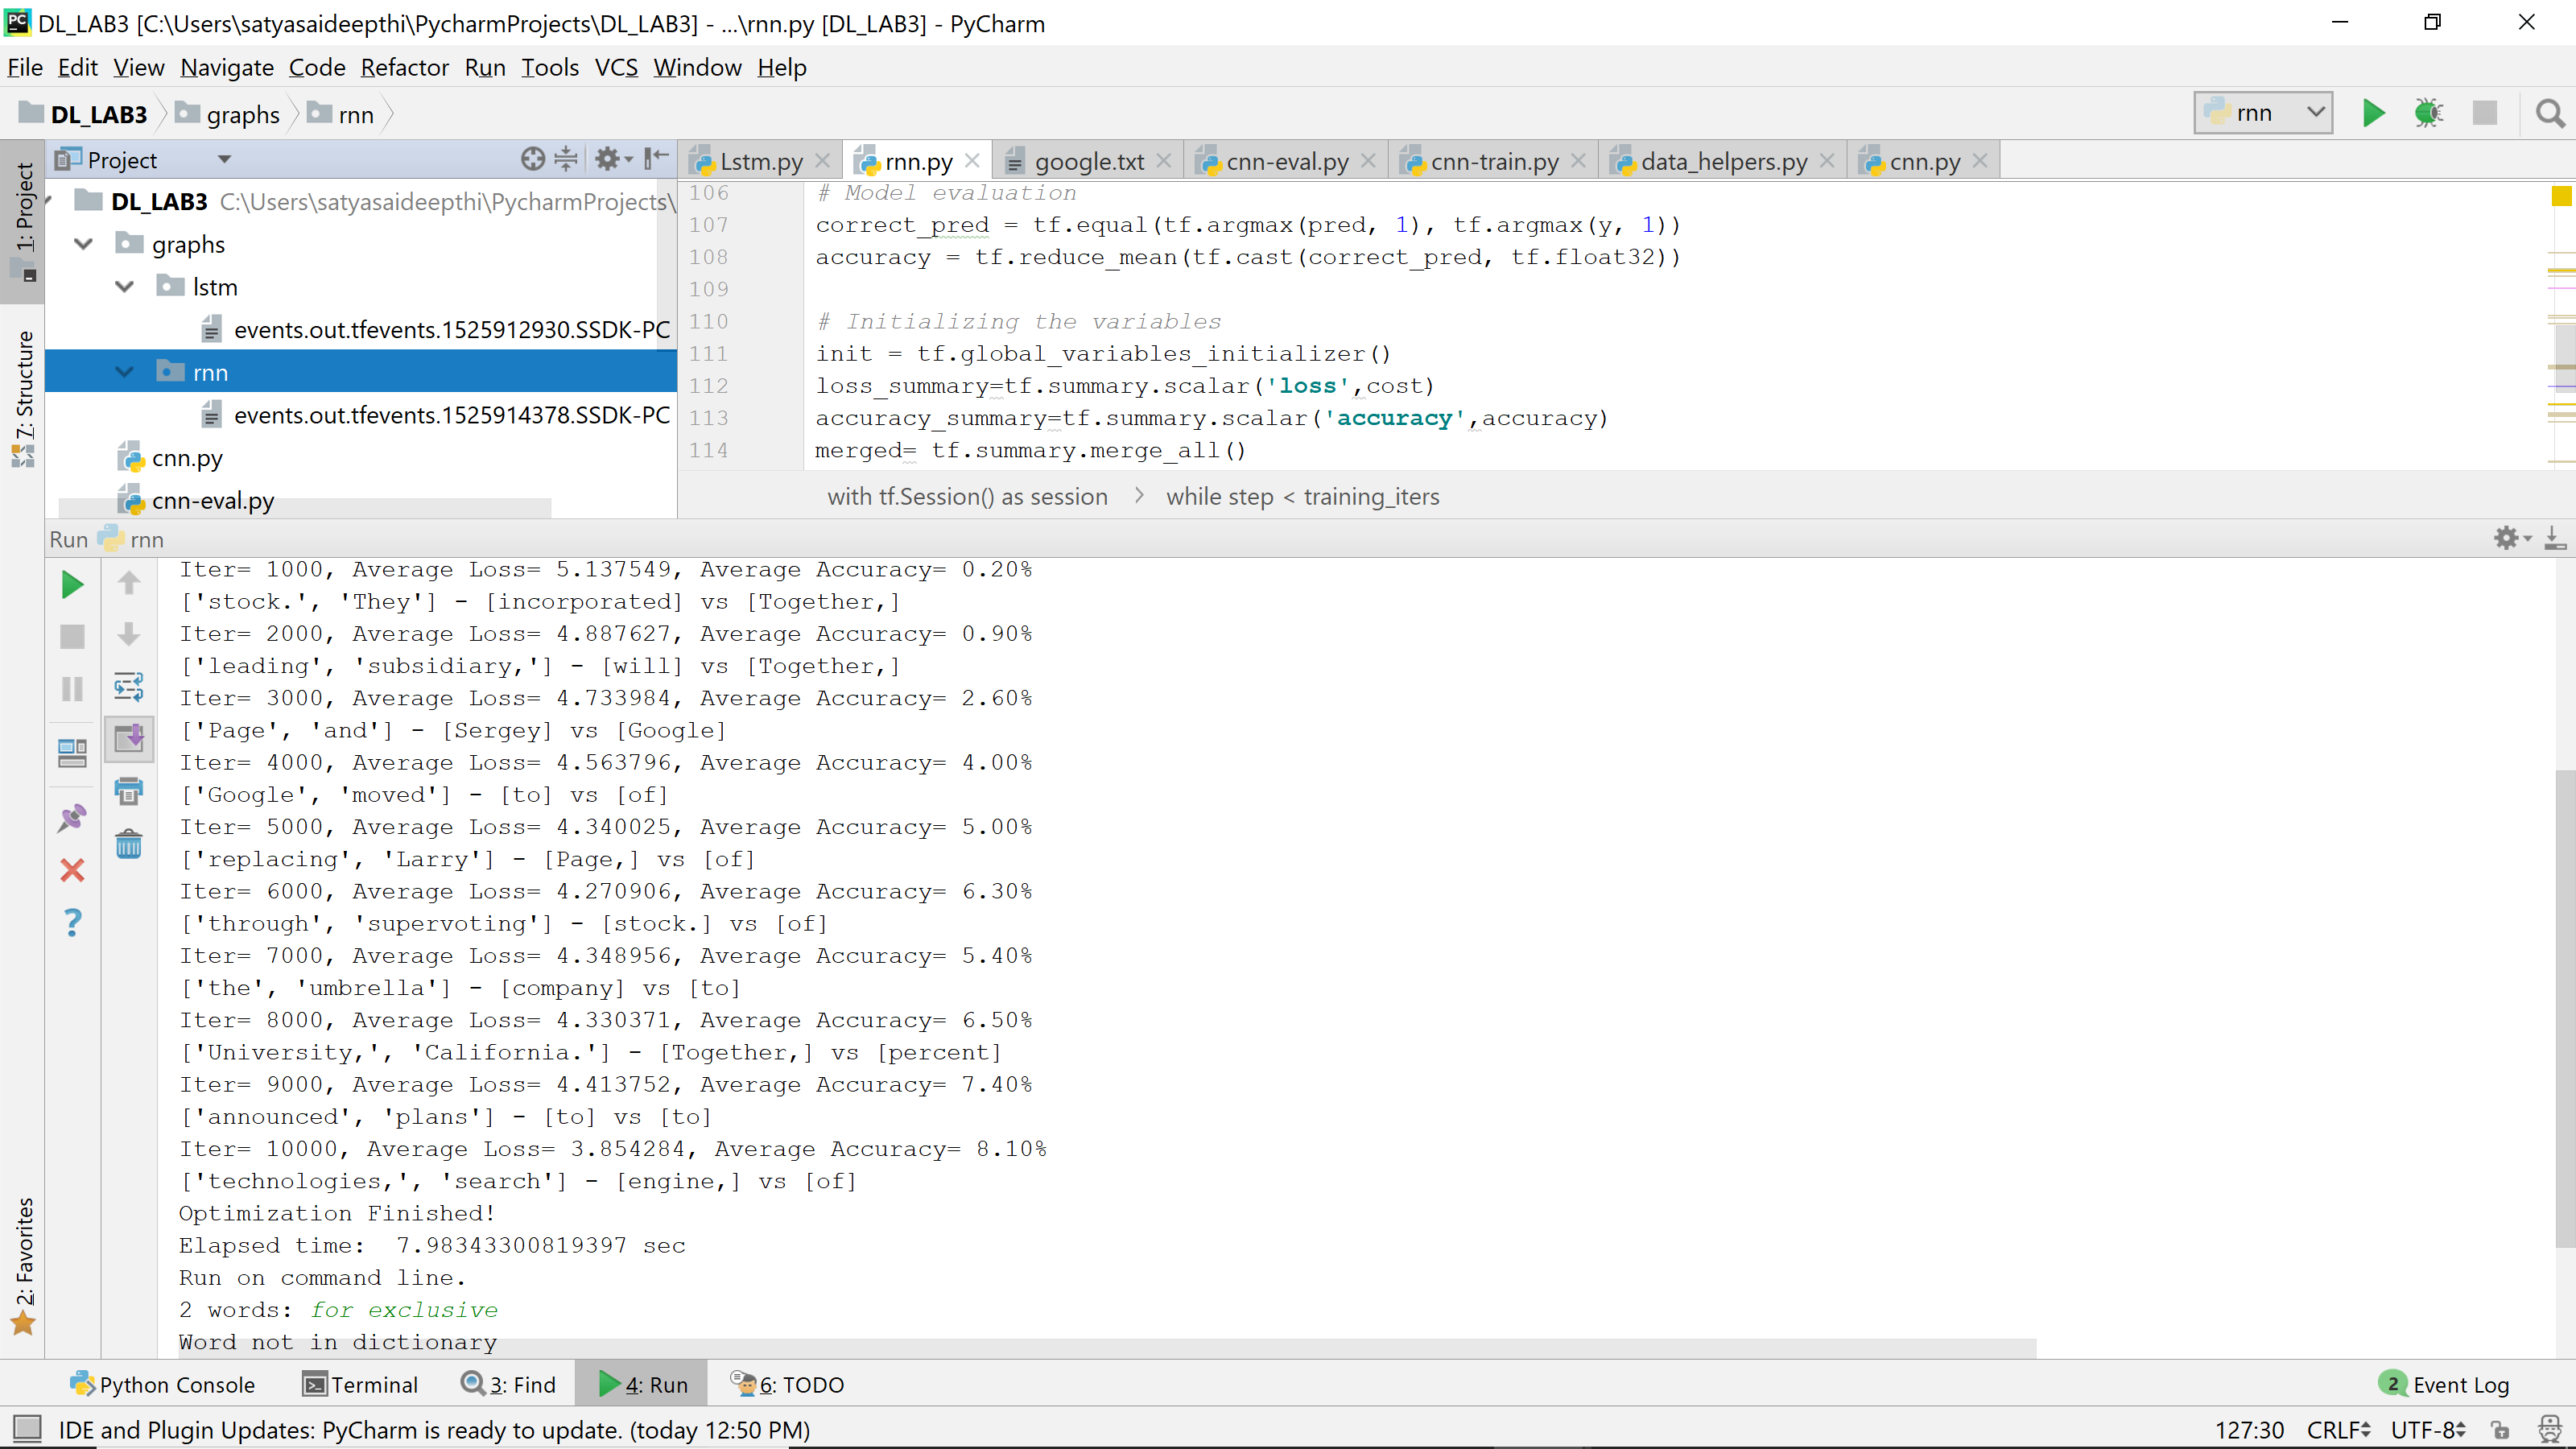 DL_LAB3 [C:\Users\satyasaideepthi\PycharmProjects\DL_LAB3] - ...\rnn.py [DL_LAB3] - PyCharm
File Edit View Navigate Code Refactor Run Tools VCS Window Help
DL_LAB3 graphs rnn
rnn
Project
Lstm.py rnn.py google.txt cnn-eval.py cnn-train.py data_helpers.py cnn.py
1: Project
7: Structure
2: Favorites
DL_LAB3 C:\Users\satyasaideepthi\PycharmProjects\
graphs
lstm
events.out.tfevents.1525912930.SSDK-PC
rnn
events.out.tfevents.1525914378.SSDK-PC
cnn.py
cnn-eval.py
106 # Model evaluation
107 correct_pred = tf.equal(tf.argmax(pred, 1), tf.argmax(y, 1))
108 accuracy = tf.reduce_mean(tf.cast(correct_pred, tf.float32))
109
110 # Initializing the variables
111 init = tf.global_variables_initializer()
112 loss_summary=tf.summary.scalar('loss',cost)
113 accuracy_summary=tf.summary.scalar('accuracy',accuracy)
114 merged= tf.summary.merge_all()
with tf.Session() as session > while step < training_iters
Run rnn
Iter= 1000, Average Loss= 5.137549, Average Accuracy= 0.20%
['stock.', 'They'] - [incorporated] vs [Together,]
Iter= 2000, Average Loss= 4.887627, Average Accuracy= 0.90%
['leading', 'subsidiary,'] - [will] vs [Together,]
Iter= 3000, Average Loss= 4.733984, Average Accuracy= 2.60%
['Page', 'and'] - [Sergey] vs [Google]
Iter= 4000, Average Loss= 4.563796, Average Accuracy= 4.00%
['Google', 'moved'] - [to] vs [of]
Iter= 5000, Average Loss= 4.340025, Average Accuracy= 5.00%
['replacing', 'Larry'] - [Page,] vs [of]
Iter= 6000, Average Loss= 4.270906, Average Accuracy= 6.30%
['through', 'supervoting'] - [stock.] vs [of]
Iter= 7000, Average Loss= 4.348956, Average Accuracy= 5.40%
['the', 'umbrella'] - [company] vs [to]
Iter= 8000, Average Loss= 4.330371, Average Accuracy= 6.50%
['University,', 'California.'] - [Together,] vs [percent]
Iter= 9000, Average Loss= 4.413752, Average Accuracy= 7.40%
['announced', 'plans'] - [to] vs [to]
Iter= 10000, Average Loss= 3.854284, Average Accuracy= 8.10%
['technologies,', 'search'] - [engine,] vs [of]
Optimization Finished!
Elapsed time:  7.98343300819397 sec
Run on command line.
2 words: for exclusive
Word not in dictionary
Python Console Terminal 3: Find 4: Run 6: TODO 2 Event Log
IDE and Plugin Updates: PyCharm is ready to update. (today 12:50 PM) 127:30 CRLF UTF-8